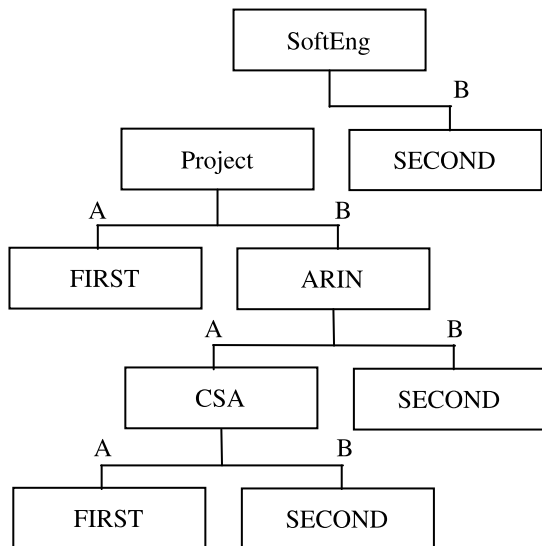 SoftEng
B
Project
SECOND
A B
FIRST
ARIN
A B
CSA
SECOND
A B
FIRST
SECOND